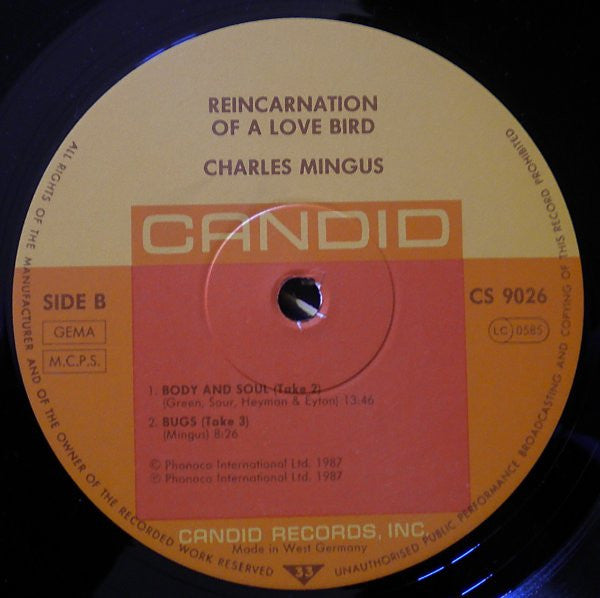 REINCARNATION
OF A LOVE BIRD
CHARLES MINGUS
CANDID
SIDE B
GEMA
M.C.P.S.
CS 9026
LC 0585
1. BODY AND SOUL (Take 2)
(Green, Sour, Heyman & Eyton) 13:46
2. BUGS (Take 3)
(Mingus) 8:26
© Phonoco International Ltd. 1987
℗ Phonoco International Ltd. 1987
CANDID RECORDS, INC.
Made in West Germany
33
ALL RIGHTS OF THE MANUFACTURER AND OF THE OWNER OF THE RECORDED WORK RESERVED
UNAUTHORISED PUBLIC PERFORMANCE BROADCASTING AND COPYING OF THIS RECORD PROHIBITED